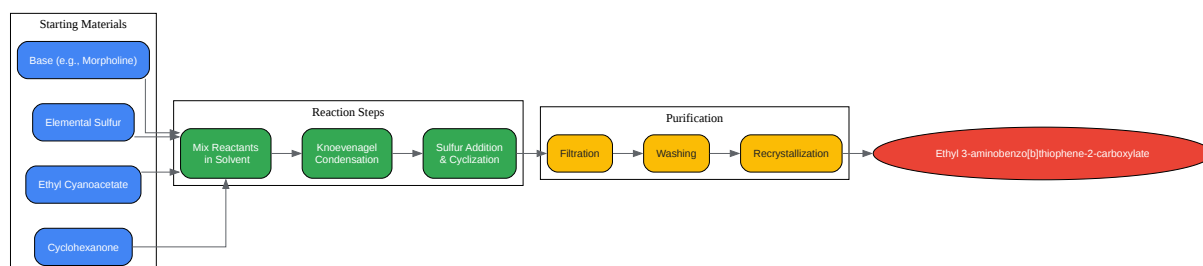 Starting Materials
Base (e.g., Morpholine)
Elemental Sulfur
Ethyl Cyanoacetate
Cyclohexanone
Reaction Steps
Mix Reactants
in Solvent
Knoevenagel
Condensation
Sulfur Addition
& Cyclization
Purification
Filtration
Washing
Recrystallization
Ethyl 3-aminobenzo[b]thiophene-2-carboxylate